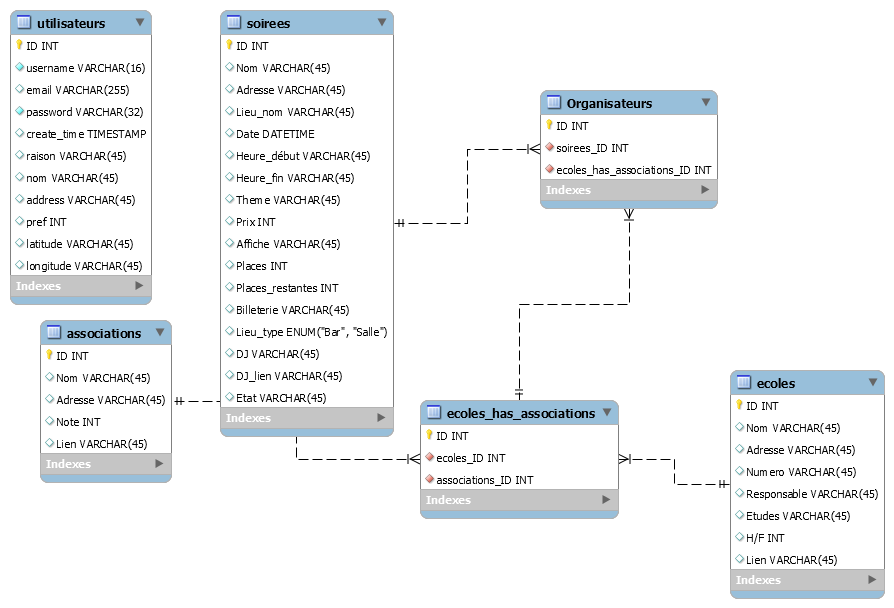 utilisateurs
ID INT
username VARCHAR(16)
email VARCHAR(255)
password VARCHAR(32)
create_time TIMESTAMP
raison VARCHAR(45)
nom VARCHAR(45)
address VARCHAR(45)
pref INT
latitude VARCHAR(45)
longitude VARCHAR(45)
Indexes
soirees
ID INT
Nom VARCHAR(45)
Adresse VARCHAR(45)
Lieu_nom VARCHAR(45)
Date DATETIME
Heure_début VARCHAR(45)
Heure_fin VARCHAR(45)
Theme VARCHAR(45)
Prix INT
Affiche VARCHAR(45)
Places INT
Places_restantes INT
Billeterie VARCHAR(45)
Lieu_type ENUM("Bar", "Salle")
DJ VARCHAR(45)
DJ_lien VARCHAR(45)
Etat VARCHAR(45)
Indexes
Organisateurs
ID INT
soirees_ID INT
ecoles_has_associations_ID INT
Indexes
associations
ID INT
Nom VARCHAR(45)
Adresse VARCHAR(45)
Note INT
Lien VARCHAR(45)
Indexes
ecoles_has_associations
ID INT
ecoles_ID INT
associations_ID INT
Indexes
ecoles
ID INT
Nom VARCHAR(45)
Adresse VARCHAR(45)
Numero VARCHAR(45)
Responsable VARCHAR(45)
Etudes VARCHAR(45)
H/F INT
Lien VARCHAR(45)
Indexes